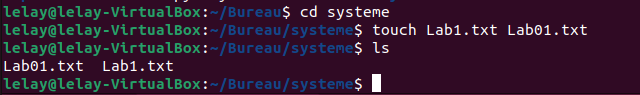 lelay@lelay-VirtualBox:~/Bureau$ cd systeme
lelay@lelay-VirtualBox:~/Bureau/systeme$ touch Lab1.txt Lab01.txt
lelay@lelay-VirtualBox:~/Bureau/systeme$ ls
Lab01.txt  Lab1.txt
lelay@lelay-VirtualBox:~/Bureau/systeme$